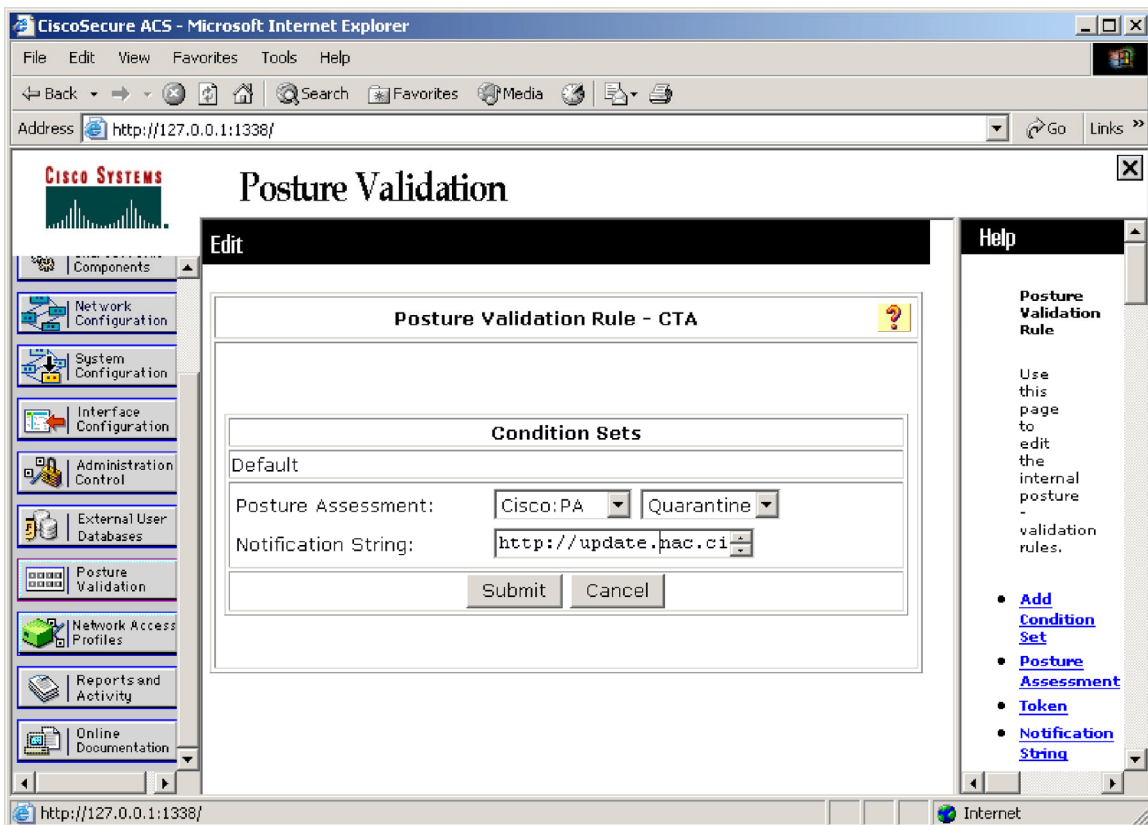 CiscoSecure ACS - Microsoft Internet Explorer
File Edit View Favorites Tools Help
Back Search Favorites Media
Address http://127.0.0.1:1338/ Go Links »
CISCO SYSTEMS
Posture Validation
Components
Network
Configuration
System
Configuration
Interface
Configuration
Administration
Control
External User
Databases
Posture
Validation
Network Access
Profiles
Reports and
Activity
Online
Documentation
Edit
Posture Validation Rule - CTA ?
Condition Sets
Default
Posture Assessment: Cisco:PA Quarantine
Notification String: http://update.nac.ci
Submit Cancel
Help
Posture
Validation
Rule
Use
this
page
to
edit
the
internal
posture
-
validation
rules.
• Add
Condition
Set
• Posture
Assessment
• Token
• Notification
String
http://127.0.0.1:1338/ Internet